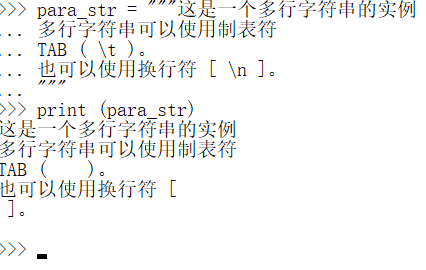 >>> para_str = """这是一个多行字符串的实例
... 多行字符串可以使用制表符
... TAB ( \t )。
... 也可以使用换行符 [ \n ]。
... """
>>> print (para_str)
这是一个多行字符串的实例
多行字符串可以使用制表符
TAB (    )。
也可以使用换行符 [
 ]。
>>>